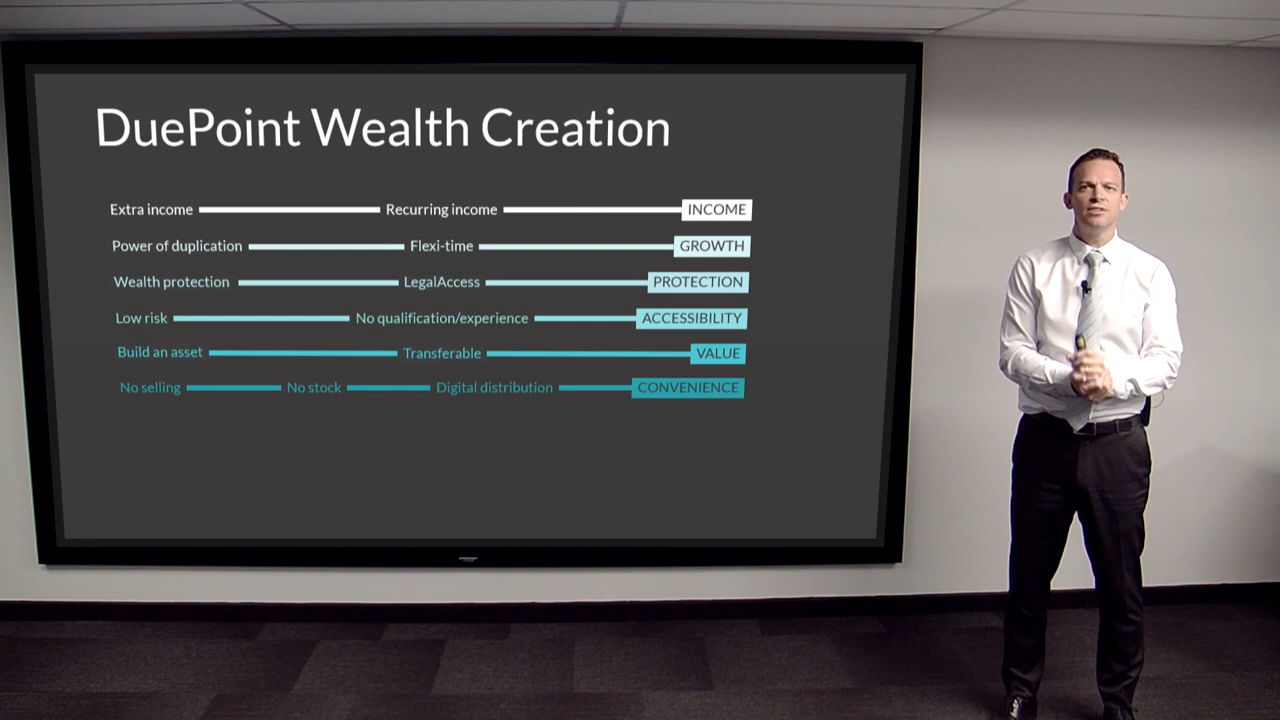 DuePoint Wealth Creation
Extra income Recurring income INCOME
Power of duplication Flexi-time GROWTH
Wealth protection LegalAccess PROTECTION
Low risk No qualification/experience ACCESSIBILITY
Build an asset Transferable VALUE
No selling No stock Digital distribution CONVENIENCE